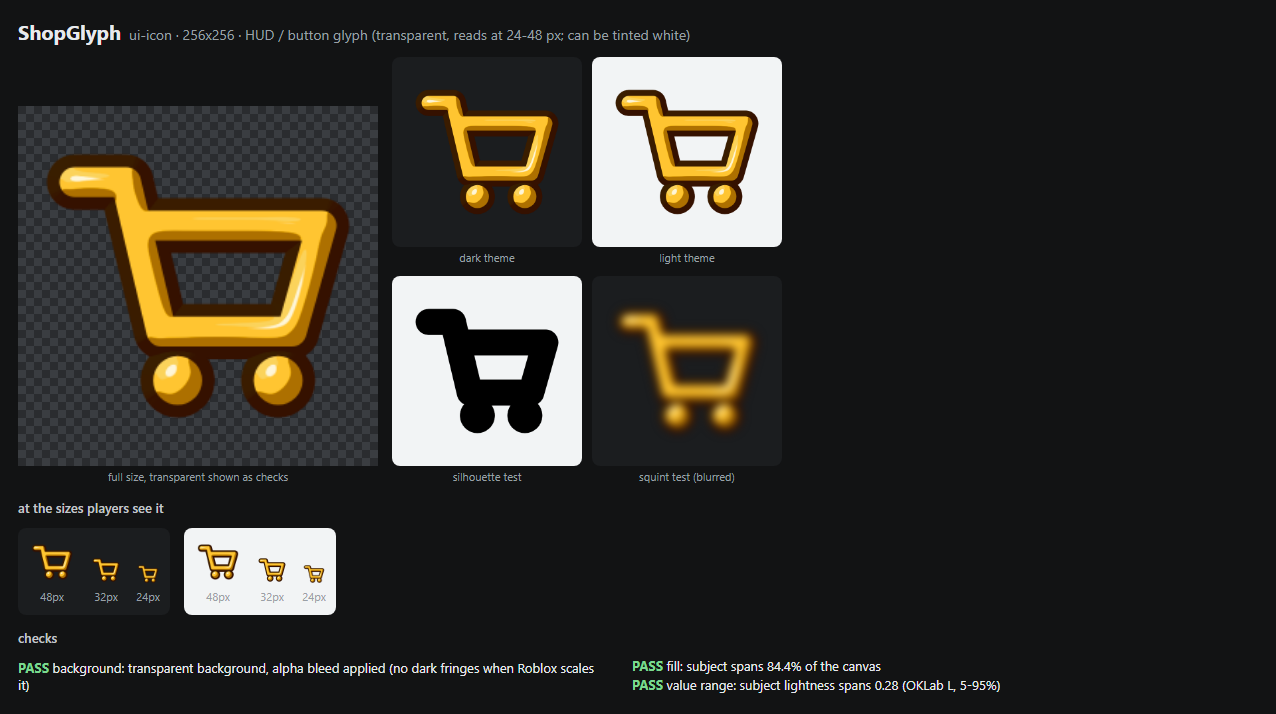 ShopGlyph ui-icon · 256x256 · HUD / button glyph (transparent, reads at 24-48 px; can be tinted white)
dark theme
light theme
full size, transparent shown as checks
silhouette test
squint test (blurred)
at the sizes players see it
48px
32px
24px
48px
32px
24px
checks
PASS background: transparent background, alpha bleed applied (no dark fringes when Roblox scales
it)
PASS fill: subject spans 84.4% of the canvas
PASS value range: subject lightness spans 0.28 (OKLab L, 5-95%)